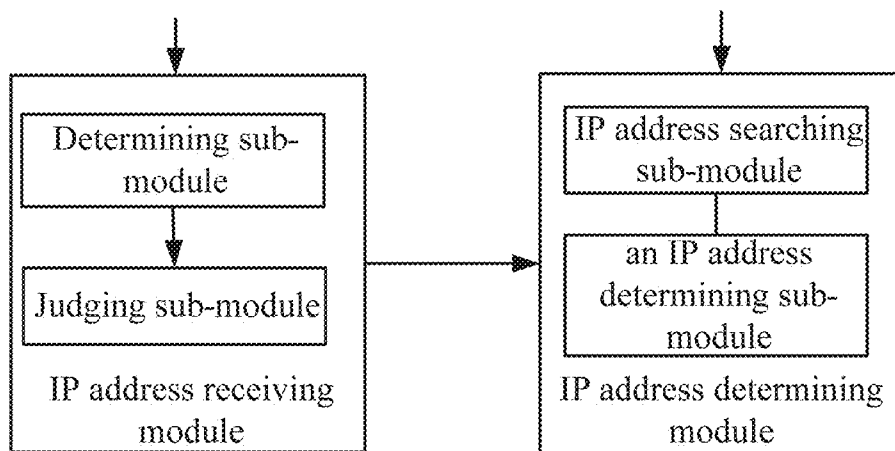 Determining sub-
module
Judging sub-module
IP address receiving
module
IP address searching
sub-module
an IP address
determining sub-
module
IP address determining
module